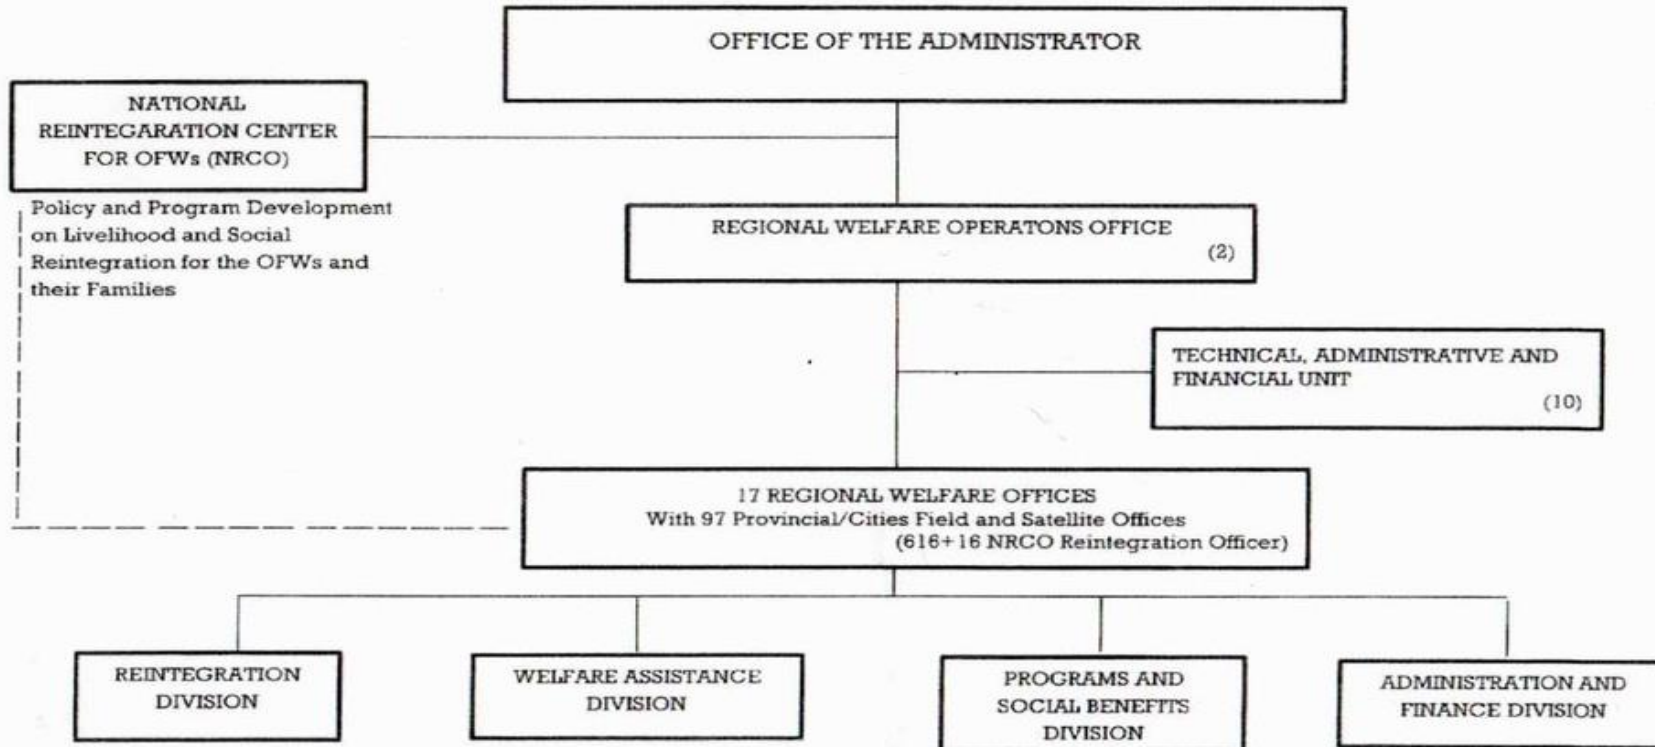 OFFICE OF THE ADMINISTRATOR
NATIONAL
REINTEGARATION CENTER
FOR OFWs (NRCO)
Policy and Program Development
on Livelihood and Social
Reintegration for the OFWs and
their Families
REGIONAL WELFARE OPERATONS OFFICE
(2)
TECHNICAL, ADMINISTRATIVE AND
FINANCIAL UNIT
(10)
17 REGIONAL WELFARE OFFICES
With 97 Provincial/Cities Field and Satellite Offices
(616+16 NRCO Reintegration Officer)
REINTEGRATION
DIVISION
WELFARE ASSISTANCE
DIVISION
PROGRAMS AND
SOCIAL BENEFITS
DIVISION
ADMINISTRATION AND
FINANCE DIVISION